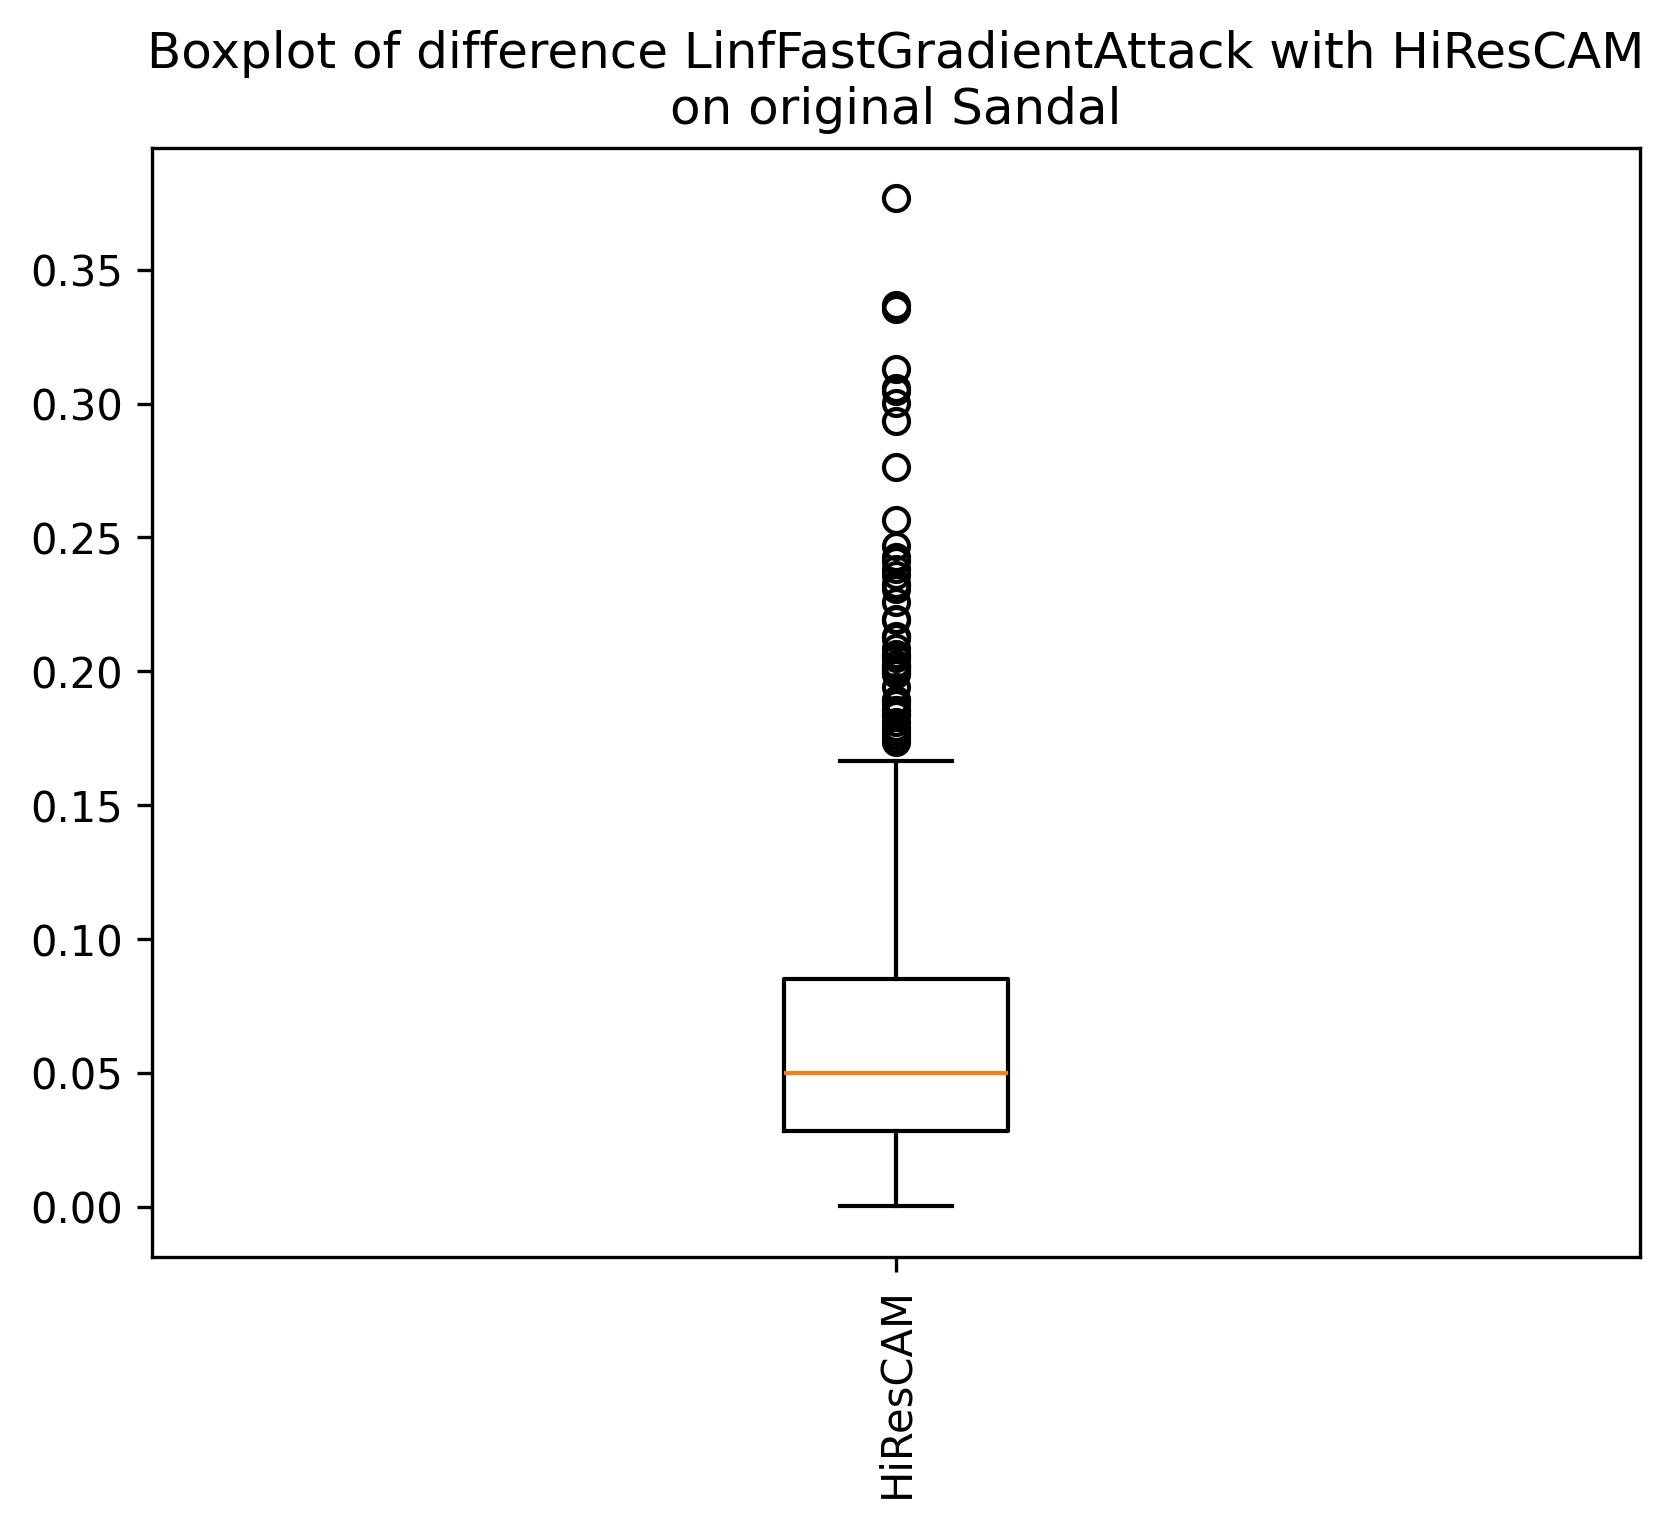 Boxplot of difference LinfFastGradientAttack with HiResCAM
on original Sandal
0.35
0.30
0.25
0.20
0.15
0.10
0.05
0.00
HiResCAM